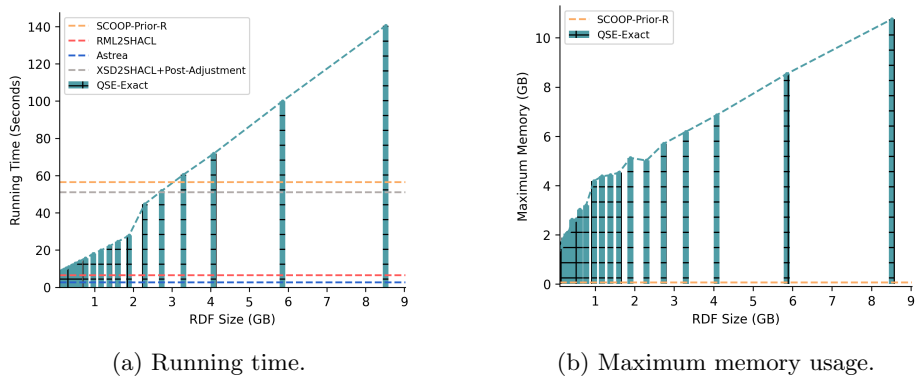 140
120
100
80
60
40
20
0
Running Time (Seconds)
SCOOP-Prior-R
RML2SHACL
Astrea
XSD2SHACL+Post-Adjustment
QSE-Exact
1 2 3 4 5 6 7 8 9
RDF Size (GB)
(a) Running time.
10
8
6
4
2
0
Maximum Memory (GB)
SCOOP-Prior-R
QSE-Exact
1 2 3 4 5 6 7 8 9
RDF Size (GB)
(b) Maximum memory usage.